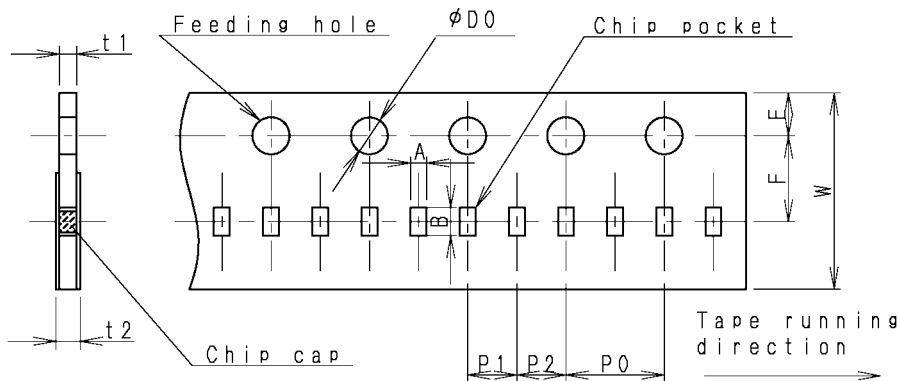 Feeding hole
φD0
Chip pocket
t1
E
A
F
W
B
t2
Chip cap
P1
P2
P0
Tape running
direction